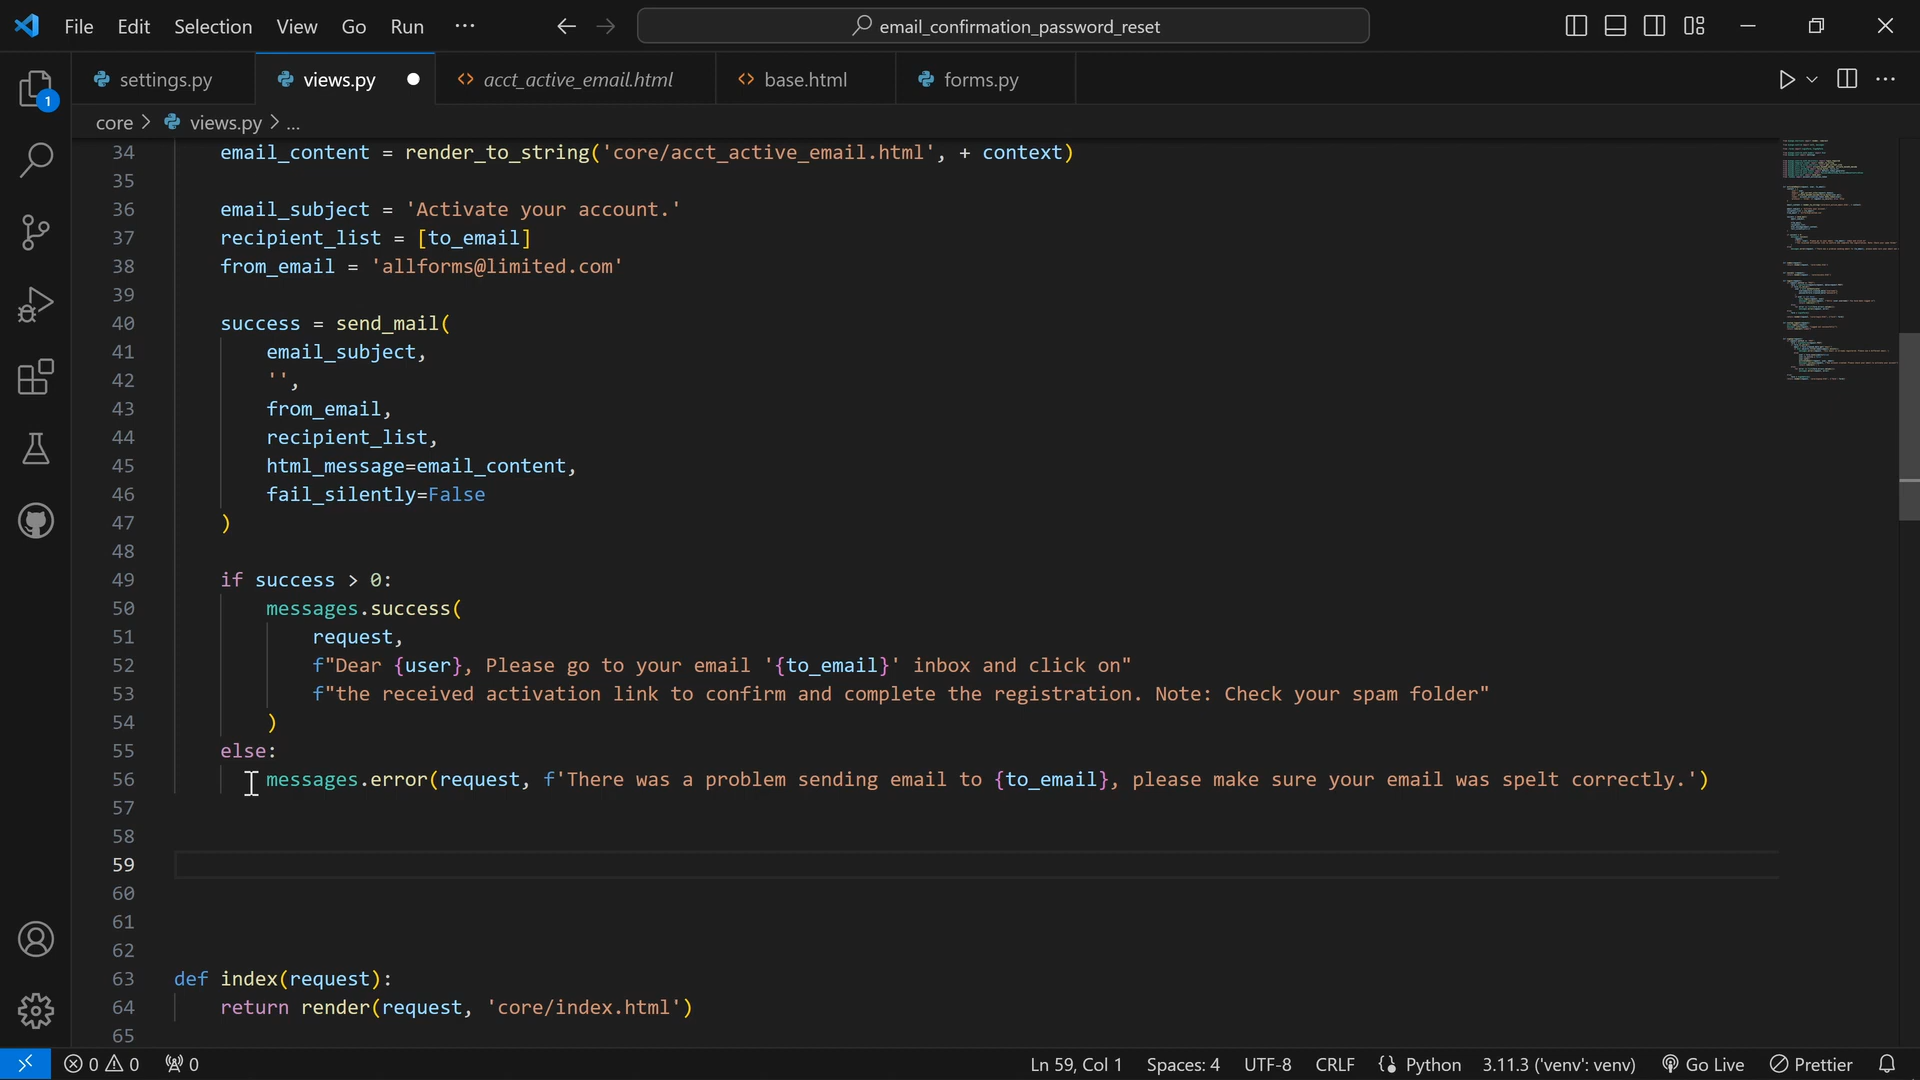 File Edit Selection View Go Run ··· email_confirmation_password_reset
settings.py views.py acct_active_email.html base.html forms.py
1
core > views.py > ...
34 email_content = render_to_string('core/acct_active_email.html', + context)
35
36 email_subject = 'Activate your account.'
37 recipient_list = [to_email]
38 from_email = 'allforms@limited.com'
39
40 success = send_mail(
41 email_subject,
42 '',
43 from_email,
44 recipient_list,
45 html_message=email_content,
46 fail_silently=False
47 )
48
49 if success > 0:
50 messages.success(
51 request,
52 f"Dear {user}, Please go to your email '{to_email}' inbox and click on"
53 f"the received activation link to confirm and complete the registration. Note: Check your spam folder"
54 )
55 else:
56 messages.error(request, f'There was a problem sending email to {to_email}, please make sure your email was spelt correctly.')
57
58
59
60
61
62
63 def index(request):
64 return render(request, 'core/index.html')
65
0 0 0 Ln 59, Col 1 Spaces: 4 UTF-8 CRLF Python 3.11.3 ('venv': venv) Go Live Prettier